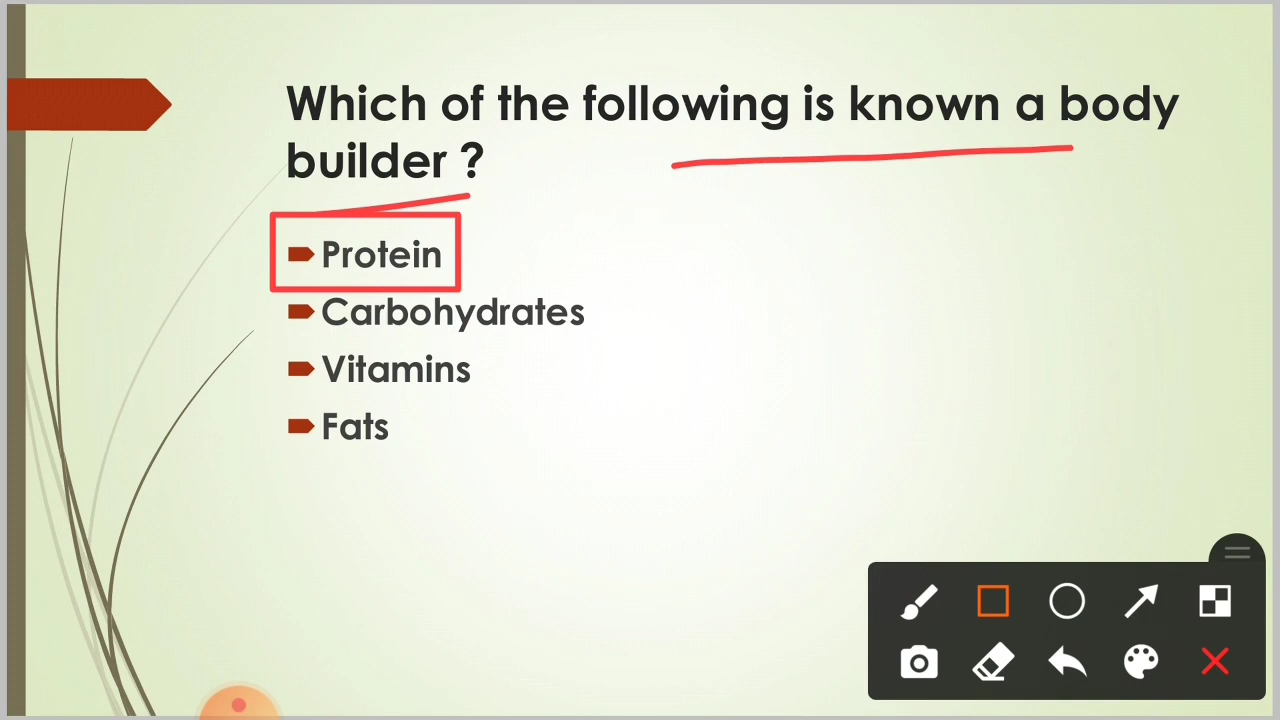 Which of the following is known a body
builder ?
Protein
Carbohydrates
Vitamins
Fats